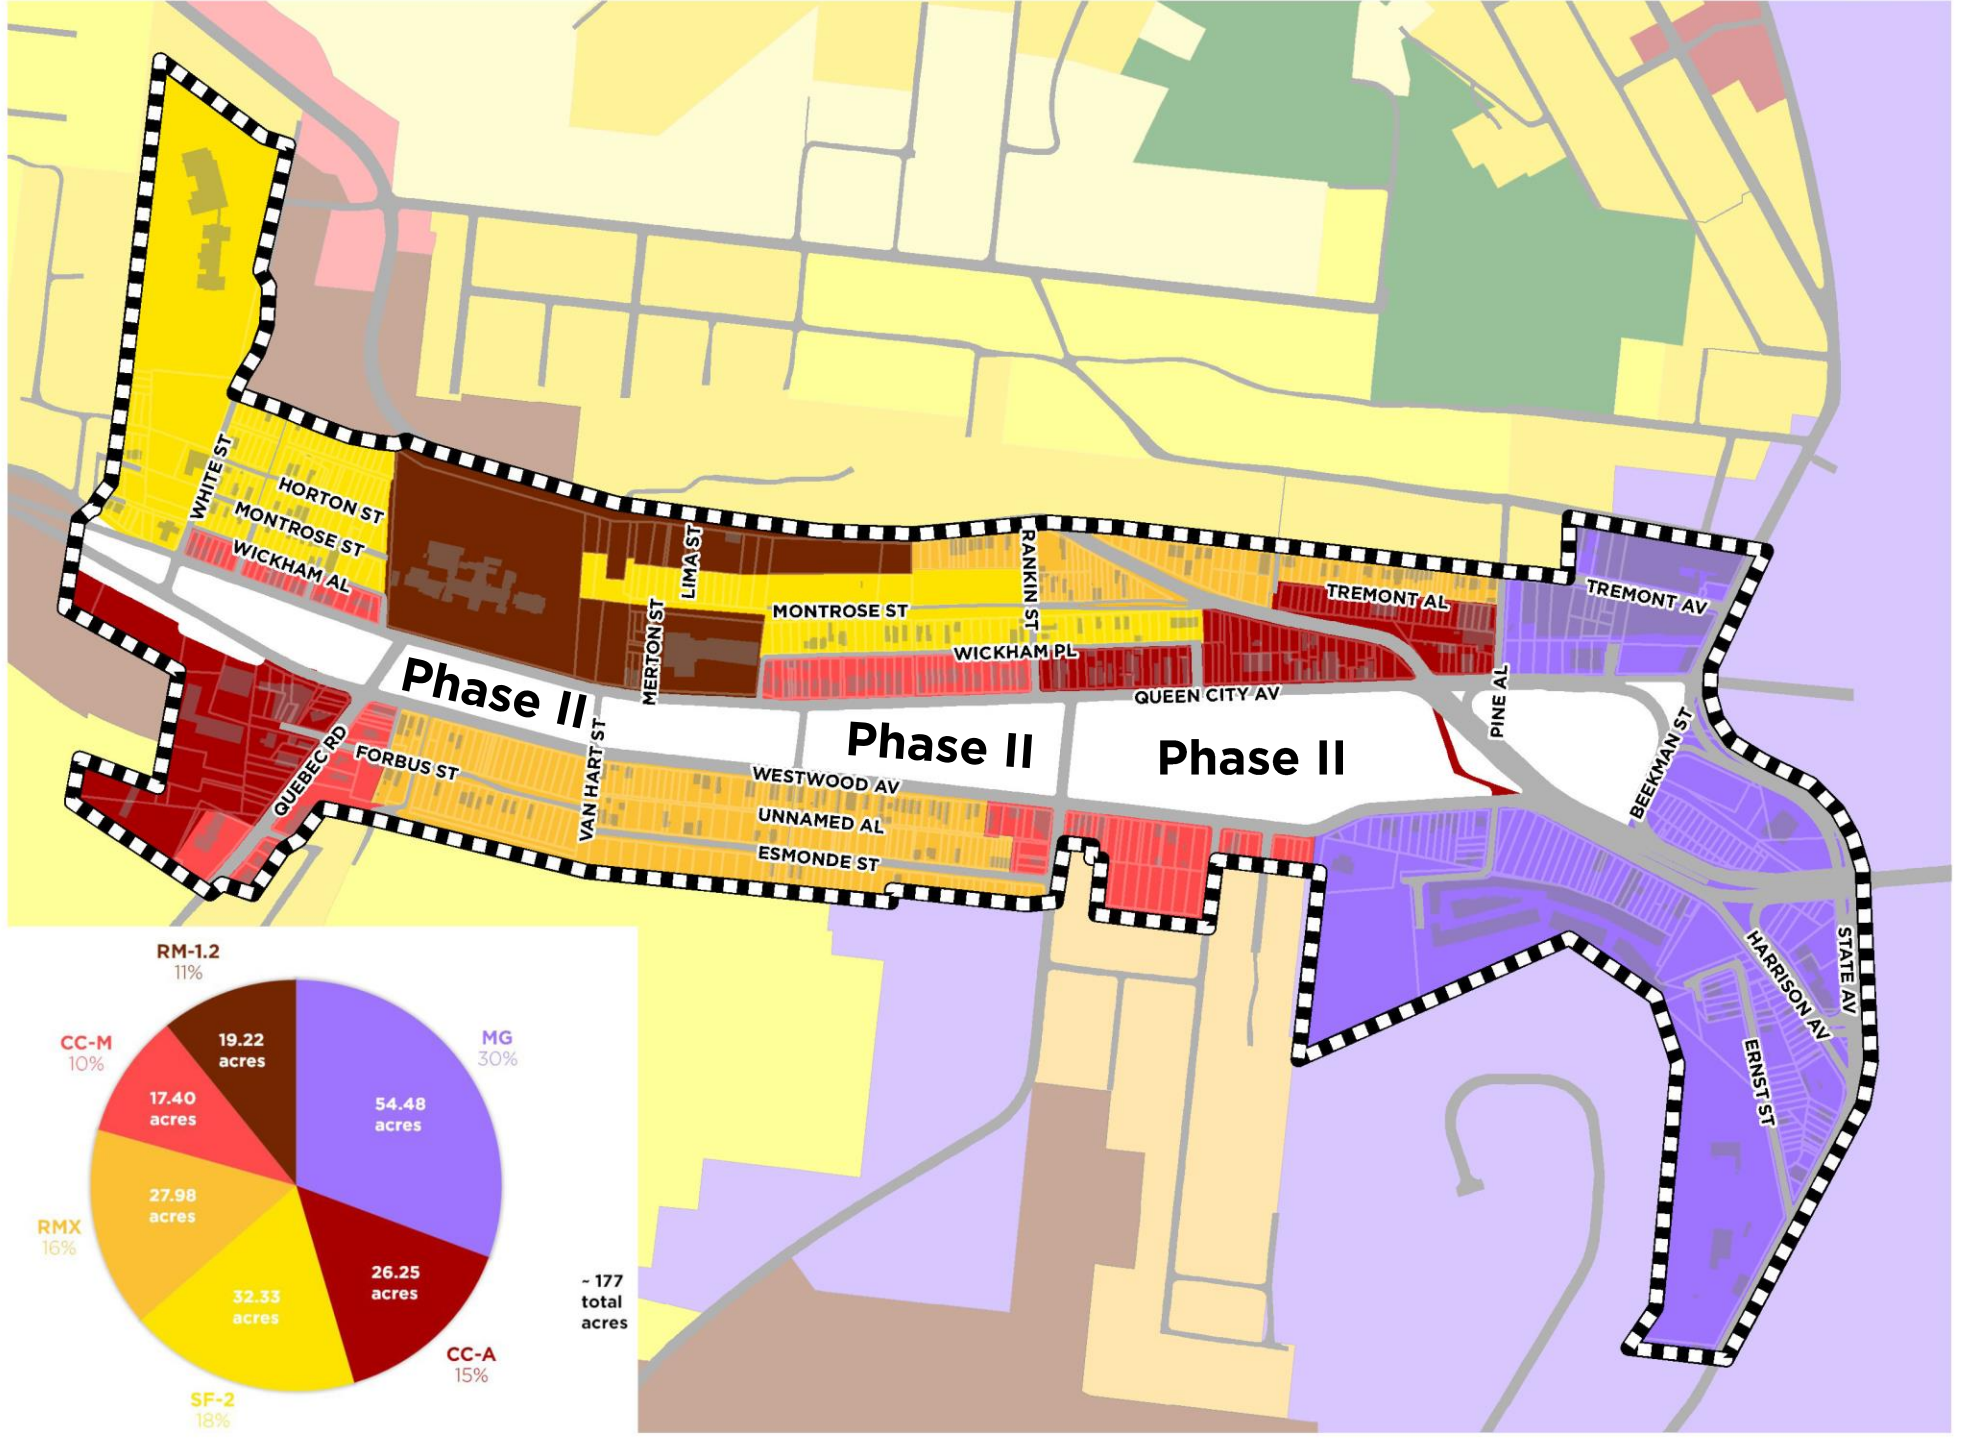 WHITE ST
HORTON ST
MONTROSE ST
WICKHAM AL
LIMA ST
RANKIN ST
MERTON ST
MONTROSE ST
WICKHAM PL
TREMONT AL
TREMONT AV
QUEEN CITY AV
PINE AL
BEEKMAN ST
Phase II
Phase II
Phase II
QUEBEC RD
FORBUS ST
VAN HART ST
WESTWOOD AV
UNNAMED AL
ESMONDE ST
HARRISON AV
STATE AV
ERNST ST
RM-1.2
11%
19.22
acres
CC-M
10%
17.40
acres
MG
30%
54.48
acres
RMX
16%
27.98
acres
32.33
acres
26.25
acres
SF-2
18%
CC-A
15%
~ 177
total
acres